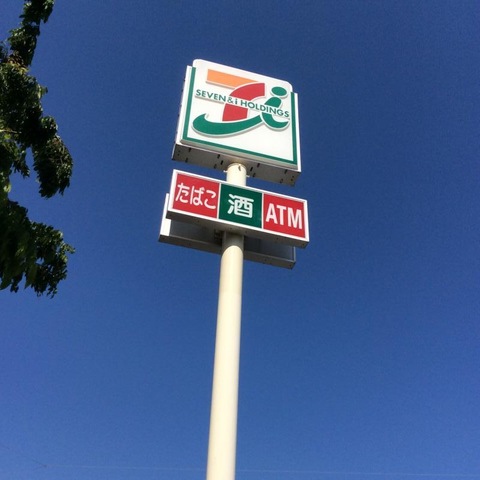 SEVEN&i HOLDINGS
たばこ 酒 ATM